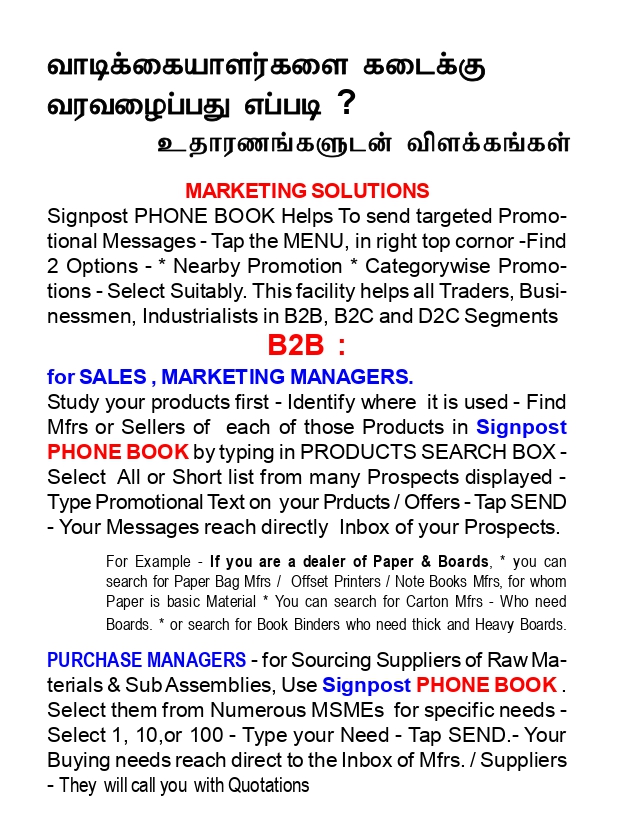 வாடிக்கையாளர்களை கடைக்கு
வரவழைப்பது எப்படி ?
உதாரணங்களுடன் விளக்கங்கள்
MARKETING SOLUTIONS
Signpost PHONE BOOK Helps To send targeted Promo-
tional Messages - Tap the MENU, in right top cornor -Find
2 Options - * Nearby Promotion * Categorywise Promo-
tions - Select Suitably. This facility helps all Traders, Busi-
nessmen, Industrialists in B2B, B2C and D2C Segments
B2B :
for SALES , MARKETING MANAGERS.
Study your products first - Identify where it is used - Find
Mfrs or Sellers of each of those Products in Signpost
PHONE BOOK by typing in PRODUCTS SEARCH BOX -
Select All or Short list from many Prospects displayed -
Type Promotional Text on your Prducts / Offers - Tap SEND
- Your Messages reach directly Inbox of your Prospects.
For Example - If you are a dealer of Paper & Boards, * you can
search for Paper Bag Mfrs / Offset Printers / Note Books Mfrs, for whom
Paper is basic Material * You can search for Carton Mfrs - Who need
Boards. * or search for Book Binders who need thick and Heavy Boards.
PURCHASE MANAGERS - for Sourcing Suppliers of Raw Ma-
terials & Sub Assemblies, Use Signpost PHONE BOOK .
Select them from Numerous MSMEs for specific needs -
Select 1, 10,or 100 - Type your Need - Tap SEND.- Your
Buying needs reach direct to the Inbox of Mfrs. / Suppliers
- They will call you with Quotations